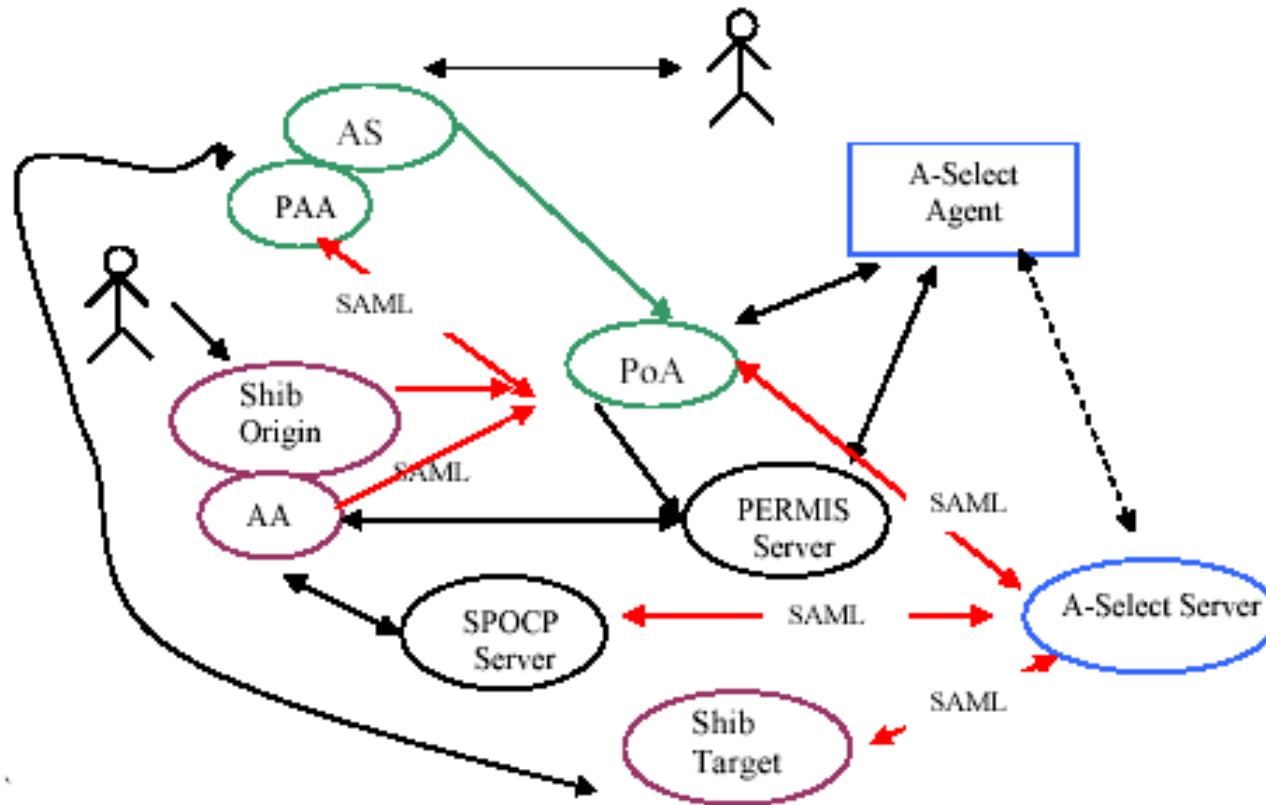 AS
A-Select
Agent
PAA
SAML
PoA
Shib
Origin
SAML
AA
PERMIS
Server
SAML
SPOCP
Server
SAML
A-Select Server
SAML
Shib
Target